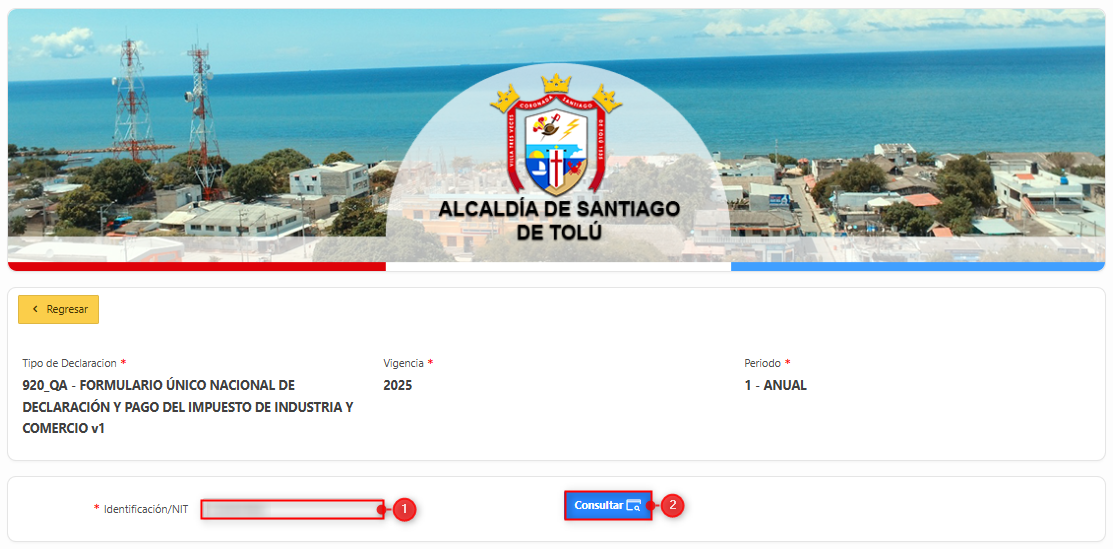 CORONADA SANTIAGO
VILLA TRES VECES
DE TOLÚ 1535
ALCALDÍA DE SANTIAGO
DE TOLÚ
Regresar
Tipo de Declaracion *
Vigencia *
Periodo *
920_QA - FORMULARIO ÚNICO NACIONAL DE
DECLARACIÓN Y PAGO DEL IMPUESTO DE INDUSTRIA Y
COMERCIO v1
2025
1 - ANUAL
* Identificación/NIT
1
Consultar
2